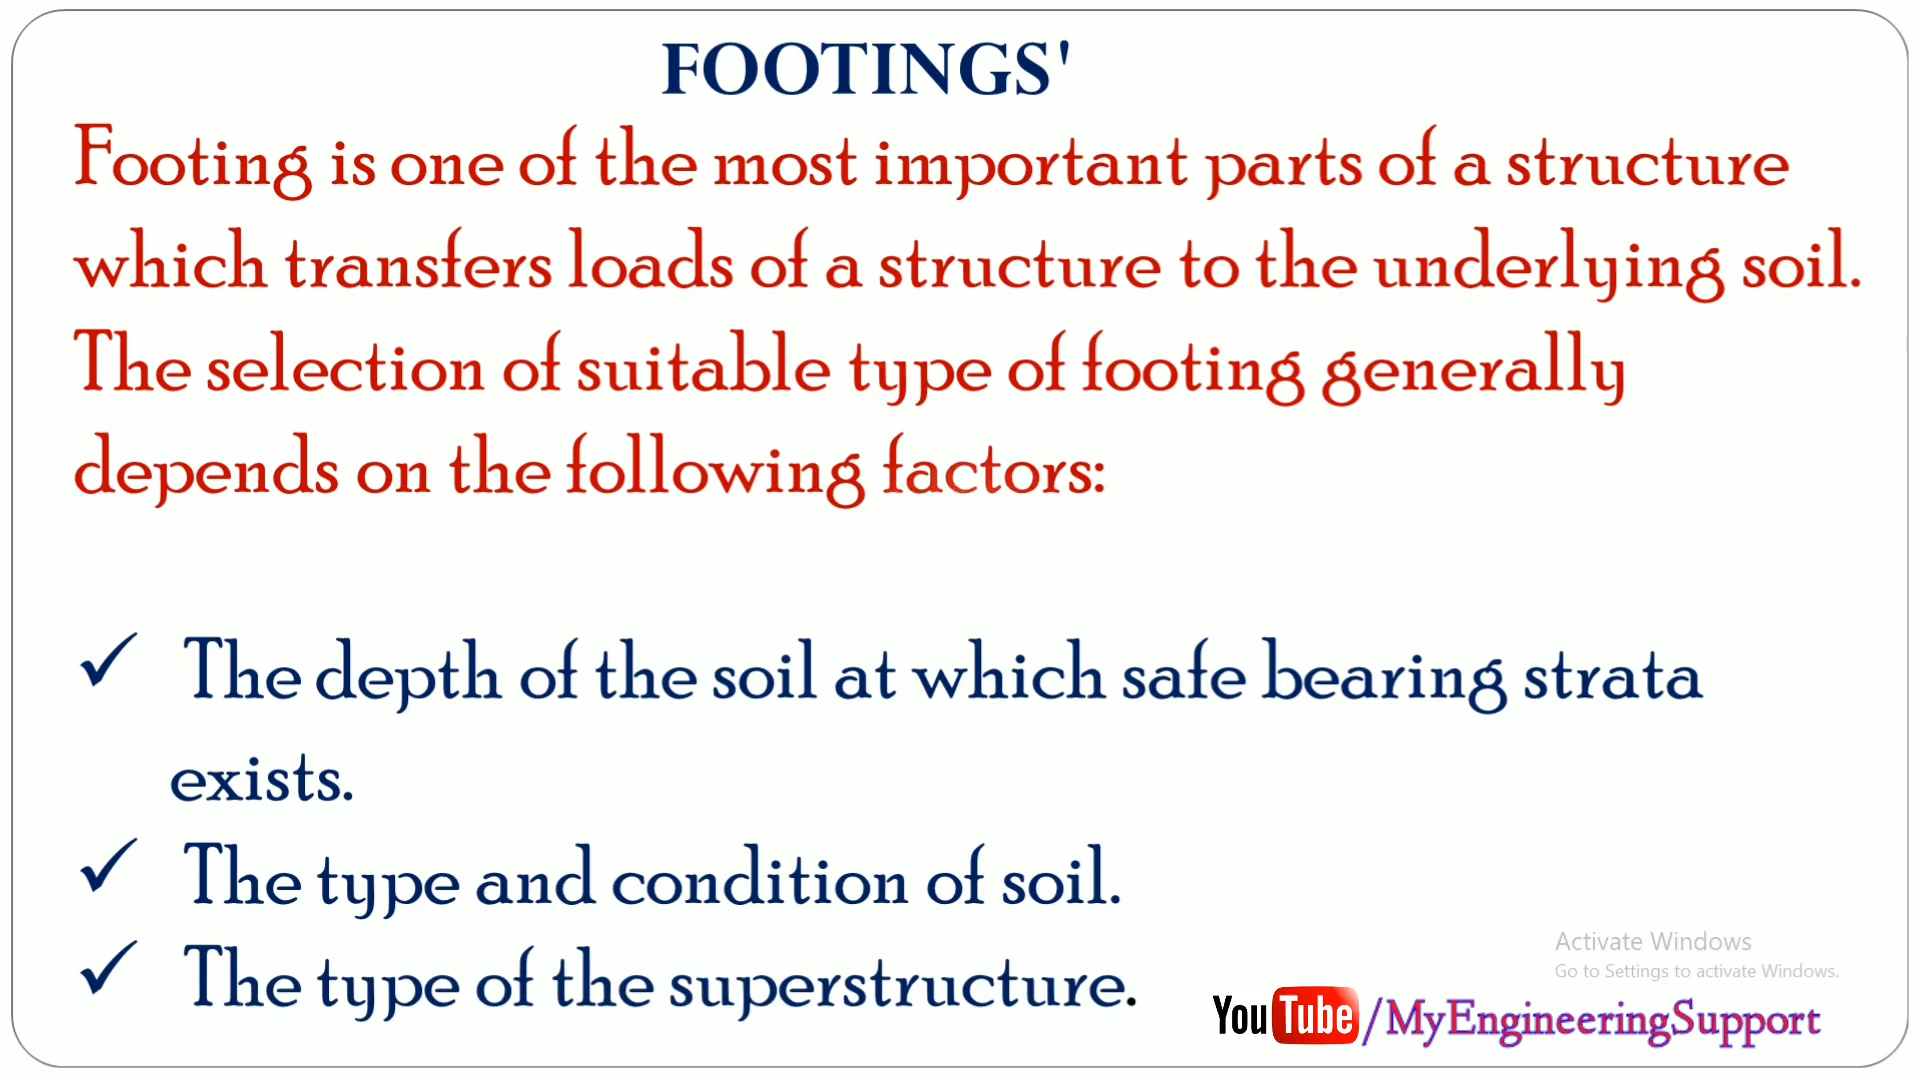 FOOTINGS'
Footing is one of the most important parts of a structure
which transfers loads of a structure to the underlying soil.
The selection of suitable type of footing generally
depends on the following factors:
✓ The depth of the soil at which safe bearing strata
exists.
✓ The type and condition of soil.
✓ The type of the superstructure.
Activate Windows
Go to Settings to activate Windows.
YouTube/MyEngineeringSupport